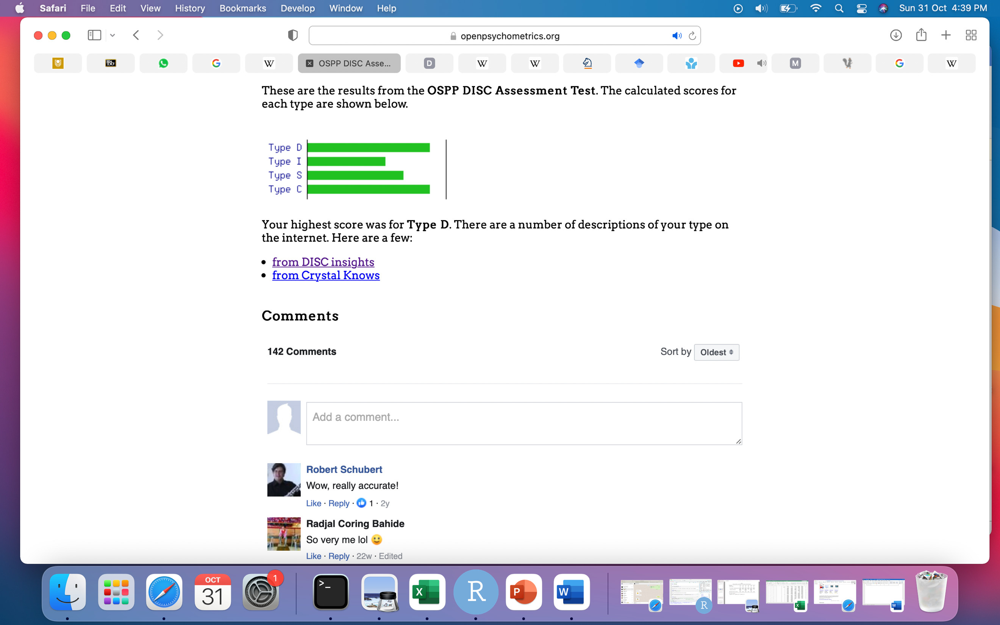 Safari File Edit View History Bookmarks Develop Window Help Sun 31 Oct 4:39 PM
openpsychometrics.org
Bb G W OSPP DISC Asse... D W W M G W
These are the results from the OSPP DISC Assessment Test. The calculated scores for
each type are shown below.
Type D
Type I
Type S
Type C
Your highest score was for Type D. There are a number of descriptions of your type on
the internet. Here are a few:
• from DISC insights
• from Crystal Knows
Comments
142 Comments Sort by Oldest
Add a comment...
Robert Schubert
Wow, really accurate!
Like · Reply · 1 · 2y
Radjal Coring Bahide
So very me lol 🙂
Like · Reply · 22w · Edited
OCT
31
1
>_
X
R
P
W
R
X
W